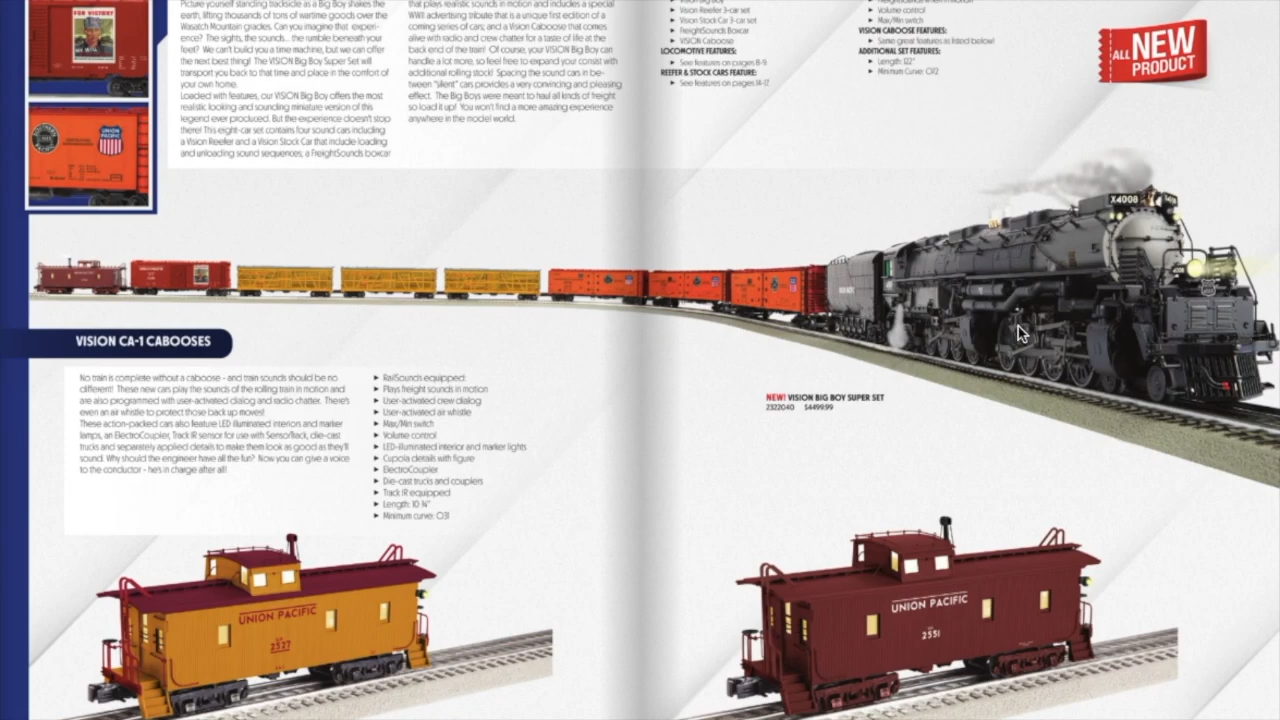 Picture yourself standing trackside as a Big Boy shakes the
earth, lifting thousands of tons of wartime goods over the
Wasatch Mountain grades. Can you imagine that experi-
ence? The sights, the sounds... the rumble beneath your
feet? We can't build you a time machine, but we can offer
the next best thing! The VISION Big Boy Super Set will
transport you back to that time and place in the comfort of
your own home.
Loaded with features, our VISION Big Boy offers the most
realistic looking and sounding miniature version of this
legend ever produced. But the experience doesn't stop
there! This eight-car set contains four sound cars including
a Vision Reefer and a Vision Stock Car that include loading
and unloading sound sequences, a FreightSounds boxcar
that plays realistic sounds in motion and includes a special
WWII advertising tribute that is a unique first edition of a
coming series of cars; and a Vision Caboose that comes
alive with radio and crew chatter for a taste of life at the
back end of the train! Of course, your VISION Big Boy can
handle a lot more, so feel free to expand your consist with
additional rolling stock! Spacing the sound cars in be-
tween "silent" cars provides a very convincing and pleasing
effect. The Big Boys were meant to haul all kinds of freight
so load it up! You won't find a more amazing experience
anywhere in the model world.
► Vision Big Boy
► Vision Reefer 3-car set
► Vison Stock Car 3-car set
► FreightSounds Boxcar
► VISION Caboose
LOCOMOTIVE FEATURES:
► See features on pages 8-9.
REEFER & STOCK CARS FEATURE:
► See features on pages 14-17.
► Volume control
► Max/Min switch
VISION CABOOSE FEATURES:
► Same great features as listed below!
ADDITIONAL SET FEATURES:
► Length: 122"
► Minimum Curve: O72
ALL NEW
PRODUCT
FOR VICTORY
UNION
PACIFIC
X4008
VISION CA-1 CABOOSES
No train is complete without a caboose - and train sounds should be no
different! These new cars play the sounds of the rolling train in motion and
are also programmed with user-activated dialog and radio chatter. There's
even an air whistle to protect those back up moves!
These action-packed cars also feature LED illuminated interiors and marker
lamps, an ElectroCoupler, Track IR sensor for use with SensorTrack, die-cast
trucks and separately applied details to make them look as good as they'll
sound. Why should the engineer have all the fun? Now you can give a voice
to the conductor - he's in charge after all!
► RailSounds equipped:
► Plays freight sounds in motion
► User-activated crew dialog
► User-activated air whistle
► Max/Min switch
► Volume control
► LED-illuminated interior and marker lights
► Cupola details with figure
► ElectroCoupler
► Die-cast trucks and couplers
► Track IR equipped
► Length: 10 ¾"
► Minimum curve: O31
NEW! VISION BIG BOY SUPER SET
2322040 $4499.99
UNION PACIFIC
2527
UNION PACIFIC
2551